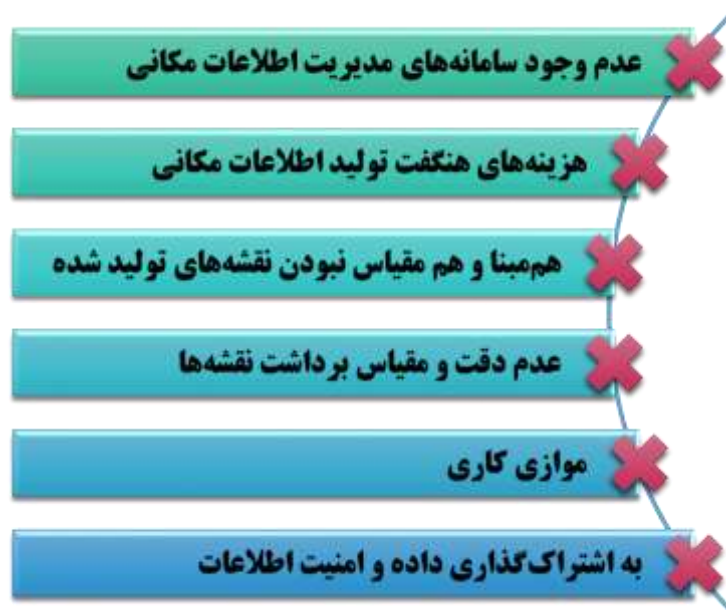 عدم وجود سامانه‌های مدیریت اطلاعات مکانی
هزینه‌های هنگفت تولید اطلاعات مکانی
هم‌مبنا و هم مقیاس نبودن نقشه‌های تولید شده
عدم دقت و مقیاس برداشت نقشه‌ها
موازی کاری
به اشتراک‌گذاری داده و امنیت اطلاعات